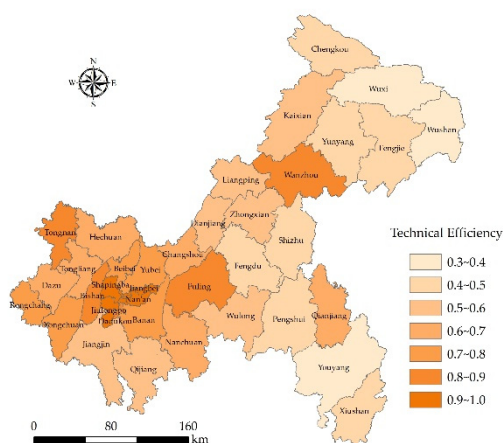 Chengkou
N
W E
S
Wuxi
Kaixian
Wushan
Yunyang
Fengjie
Wanzhou
Liangping
Tongnan
Dianjiang
Zhongxian
Hechuan
Shizhu
Technical Efficiency
Changshou
Tongliang
Beibei
Yubei
Fengdu
0.3~0.4
Dazu
Shapingba
Jiangbei
Fuling
0.4~0.5
Rongchang
Bishan
Nan'an
Qianjiang
0.5~0.6
Jiulongpo
Wulong
Pengshui
0.6~0.7
Yongchuan
Dadukou
Banan
0.7~0.8
Jiangjin
Nanchuan
0.8~0.9
Qijiang
Youyang
0.9~1.0
Xiushan
0 80 160
km